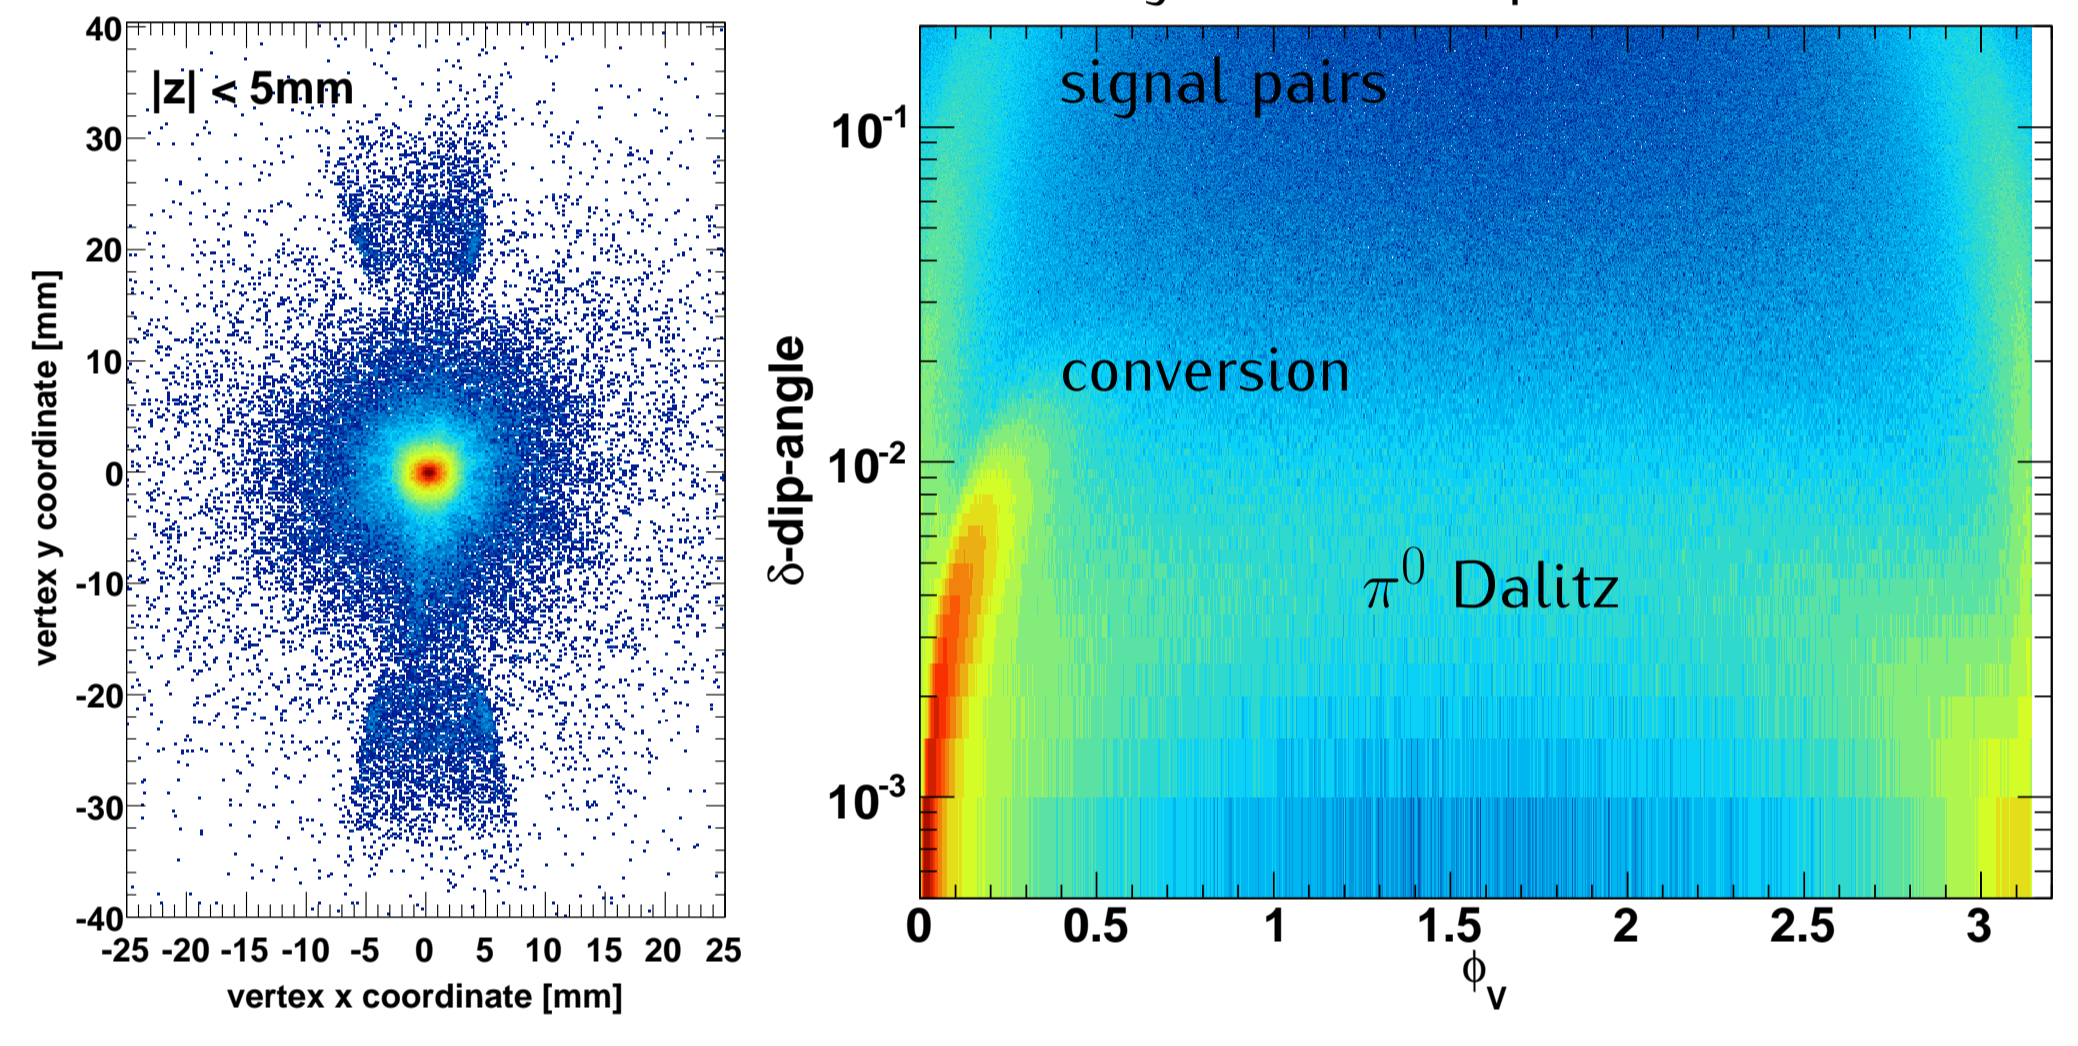 |z| < 5mm
40
30
20
10
0
-10
-20
-30
-40
vertex y coordinate [mm]
-25 -20 -15 -10 -5 0 5 10 15 20 25
vertex x coordinate [mm]
signal pairs
conversion
π⁰ Dalitz
10⁻¹
10⁻²
10⁻³
δ-dip-angle
0 0.5 1 1.5 2 2.5 3
ϕ_V